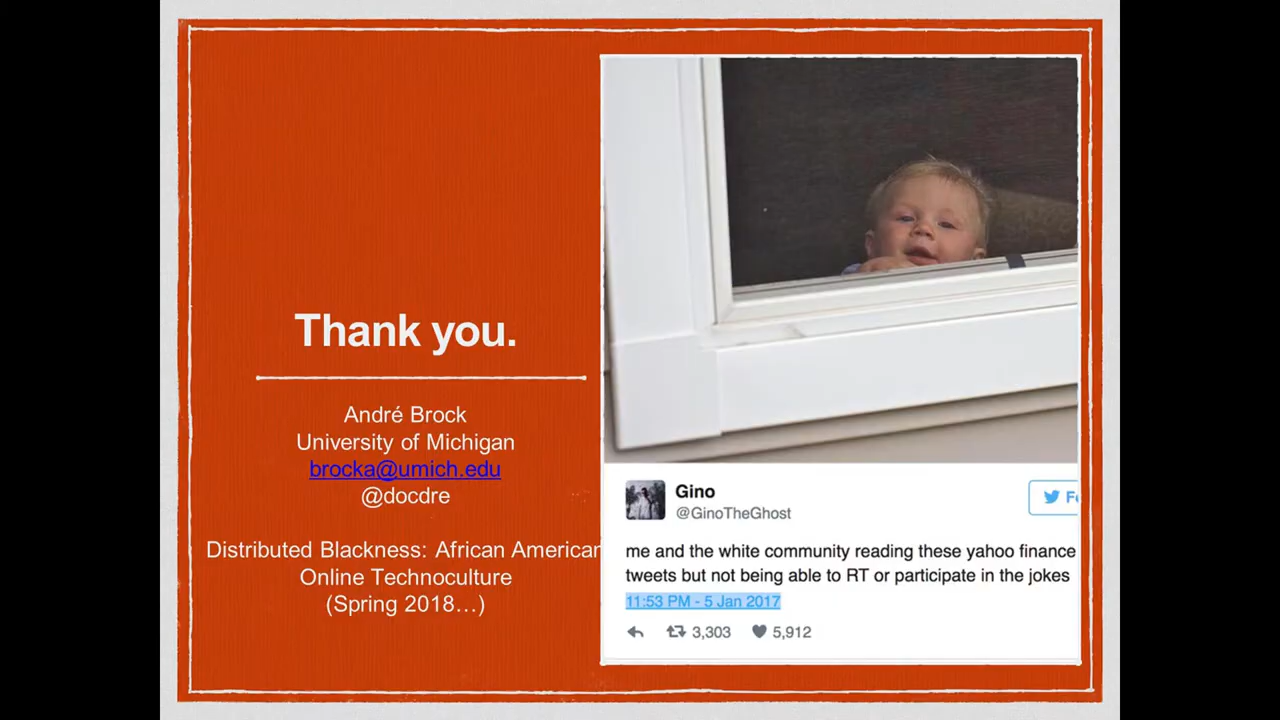 Thank you.
André Brock
University of Michigan
brocka@umich.edu
@docdre
Distributed Blackness: African American
Online Technoculture
(Spring 2018…)
Gino
@GinoTheGhost
me and the white community reading these yahoo finance
tweets but not being able to RT or participate in the jokes
11:53 PM - 5 Jan 2017
3,303 5,912